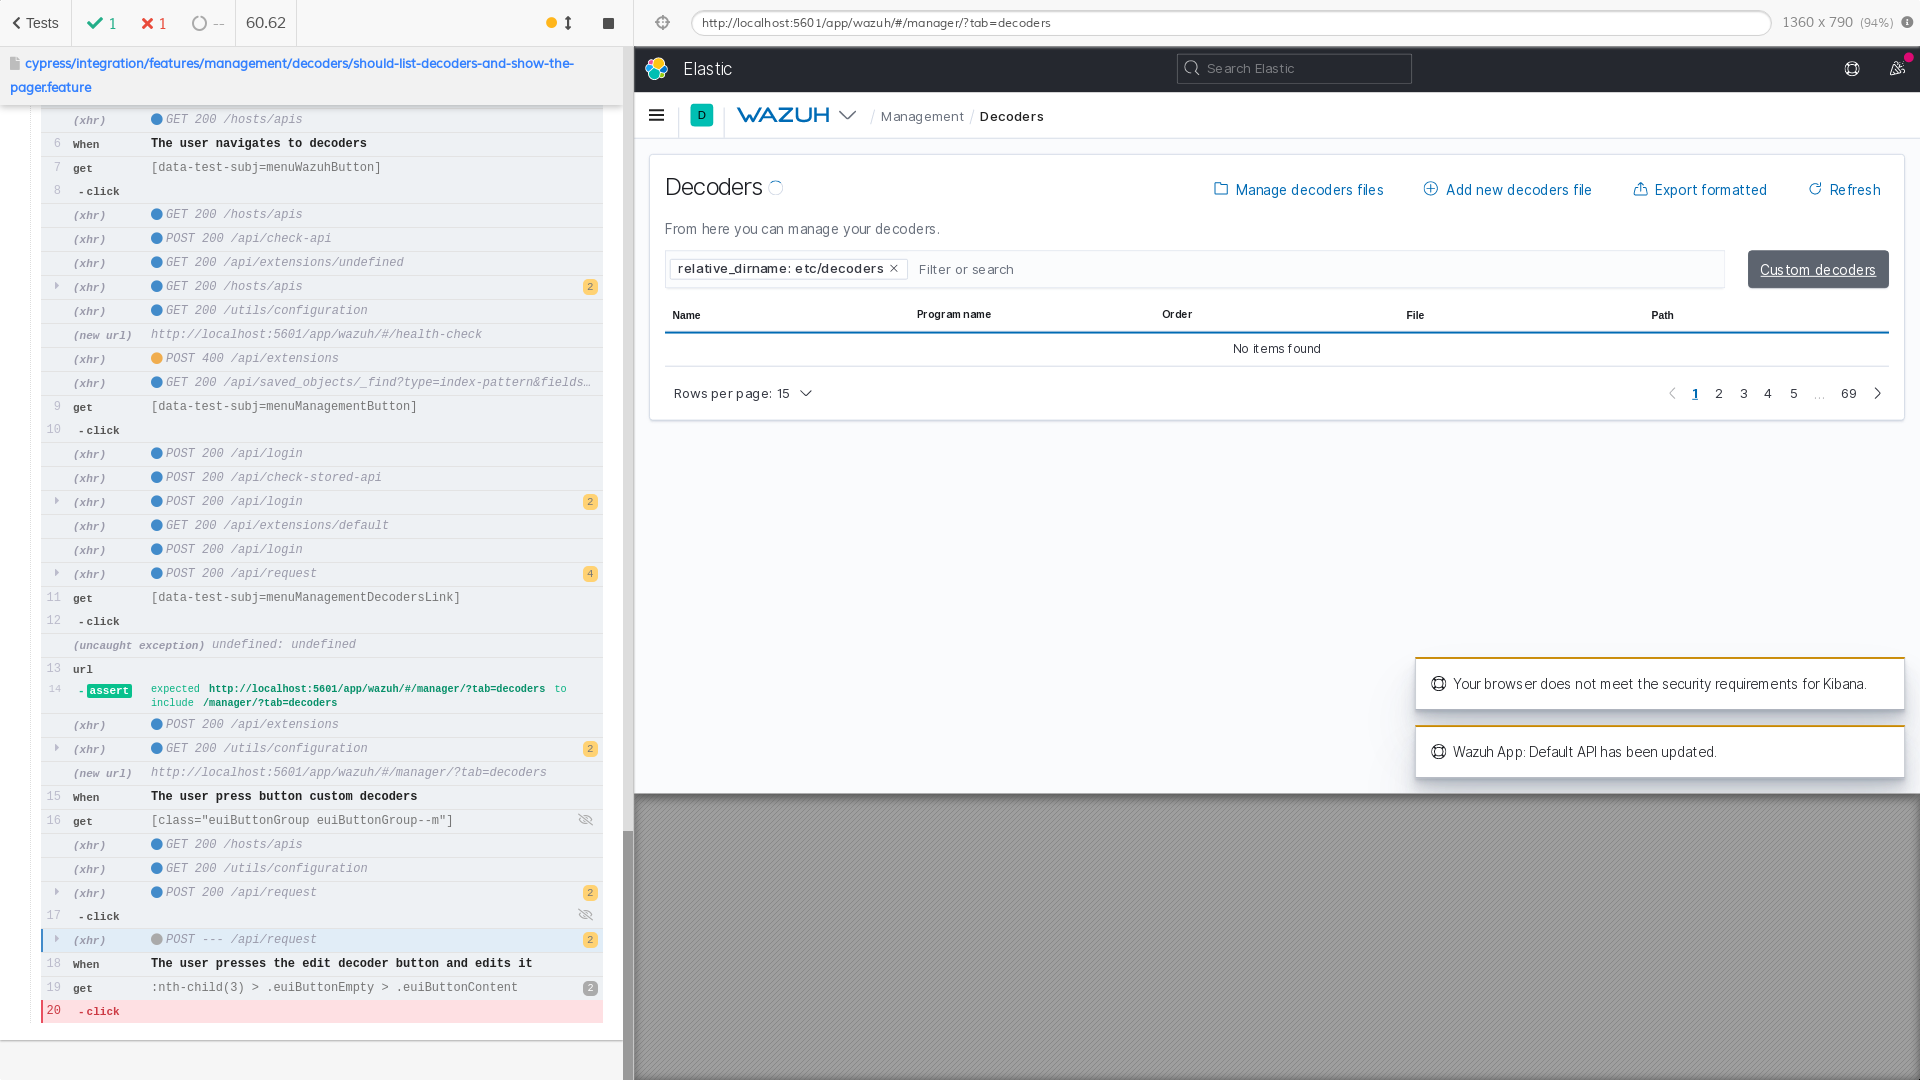 Tests
1
1
--
60.62
http://localhost:5601/app/wazuh/#/manager/?tab=decoders
1360 x 790 (94%)
cypress/integration/features/management/decoders/should-list-decoders-and-show-the-
pager.feature
(xhr) GET 200 /hosts/apis
6 When The user navigates to decoders
7 get [data-test-subj=menuWazuhButton]
8 -click
(xhr) GET 200 /hosts/apis
(xhr) POST 200 /api/check-api
(xhr) GET 200 /api/extensions/undefined
(xhr) GET 200 /hosts/apis 2
(xhr) GET 200 /utils/configuration
(new url) http://localhost:5601/app/wazuh/#/health-check
(xhr) POST 400 /api/extensions
(xhr) GET 200 /api/saved_objects/_find?type=index-pattern&fields…
9 get [data-test-subj=menuManagementButton]
10 -click
(xhr) POST 200 /api/login
(xhr) POST 200 /api/check-stored-api
(xhr) POST 200 /api/login 2
(xhr) GET 200 /api/extensions/default
(xhr) POST 200 /api/login
(xhr) POST 200 /api/request 4
11 get [data-test-subj=menuManagementDecodersLink]
12 -click
(uncaught exception) undefined: undefined
13 url
14 -assert expected http://localhost:5601/app/wazuh/#/manager/?tab=decoders to
include /manager/?tab=decoders
(xhr) POST 200 /api/extensions
(xhr) GET 200 /utils/configuration 2
(new url) http://localhost:5601/app/wazuh/#/manager/?tab=decoders
15 When The user press button custom decoders
16 get [class="euiButtonGroup euiButtonGroup--m"]
(xhr) GET 200 /hosts/apis
(xhr) GET 200 /utils/configuration
(xhr) POST 200 /api/request 2
17 -click
(xhr) POST --- /api/request 2
18 When The user presses the edit decoder button and edits it
19 get :nth-child(3) > .euiButtonEmpty > .euiButtonContent 2
20 -click
Elastic
Search Elastic
D WAZUH / Management / Decoders
Decoders
Manage decoders files
Add new decoders file
Export formatted
Refresh
From here you can manage your decoders.
relative_dirname: etc/decoders × Filter or search
Custom decoders
Name Program name Order File Path
No items found
Rows per page: 15
1 2 3 4 5 ... 69
Your browser does not meet the security requirements for Kibana.
Wazuh App: Default API has been updated.